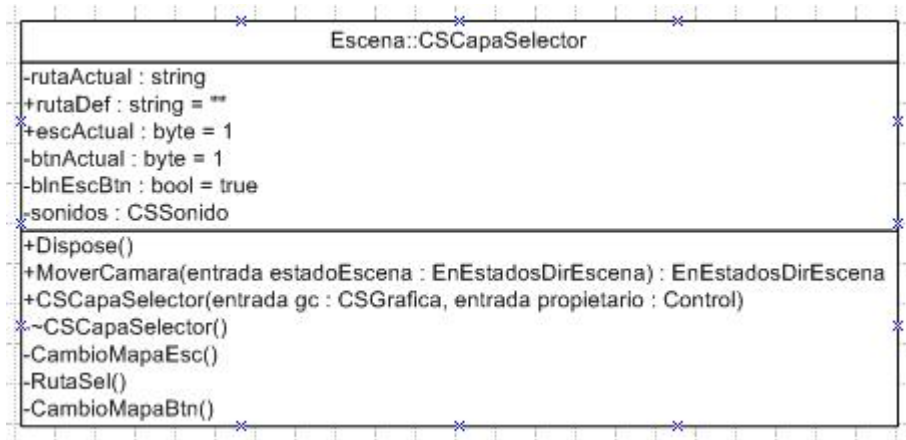 Escena::CSCapaSelector
-rutaActual : string
+rutaDef : string = ""
+escActual : byte = 1
-btnActual : byte = 1
-blnEscBtn : bool = true
-sonidos : CSSonido
+Dispose()
+MoverCamara(entrada estadoEscena : EnEstadosDirEscena) : EnEstadosDirEscena
+CSCapaSelector(entrada gc : CSGrafica, entrada propietario : Control)
-~CSCapaSelector()
-CambioMapaEsc()
-RutaSel()
-CambioMapaBtn()